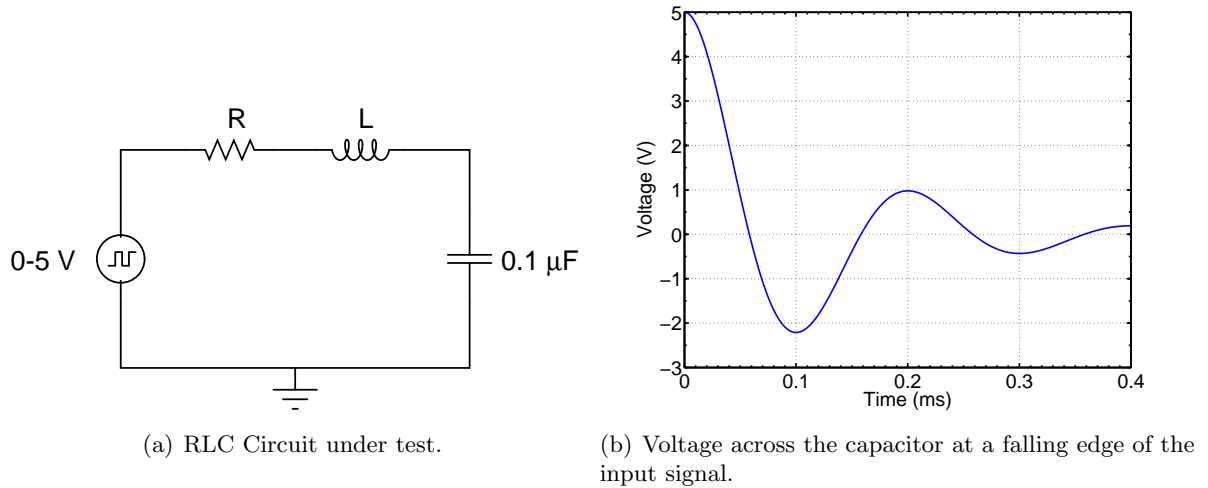 R
L
0-5 V
0.1 μF
(a) RLC Circuit under test.
5
4
3
2
1
0
−1
−2
−3
Voltage (V)
0 0.1 0.2 0.3 0.4
Time (ms)
(b) Voltage across the capacitor at a falling edge of the
input signal.